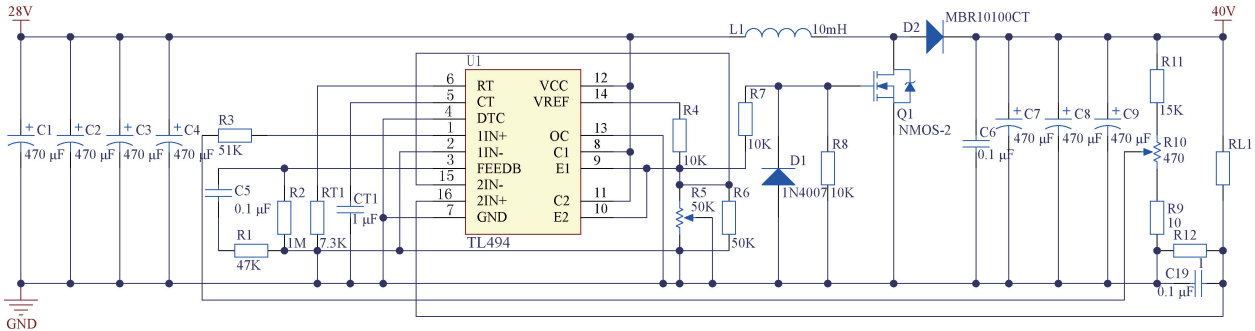 28V
40V
D2
MBR10100CT
L1
10mH
U1
6 RT VCC 12
5 CT VREF 14
4 DTC
1 1IN+ OC 13
2 1IN- C1 8
3 FEEDB E1 9
15 2IN-
16 2IN+ C2 11
7 GND E2 10
TL494
C1
470 μF
C2
470 μF
C3
470 μF
C4
470 μF
R3
51K
C5
0.1 μF
R1
47K
R2
1M
RT1
7.3K
CT1
1 μF
R4
10K
R5
50K
R6
50K
R7
10K
D1
1N4007
R8
10K
Q1
NMOS-2
C6
0.1 μF
C7
470 μF
C8
470 μF
C9
470 μF
R11
15K
R10
470
R9
10
R12
1
C19
0.1 μF
RL1
GND